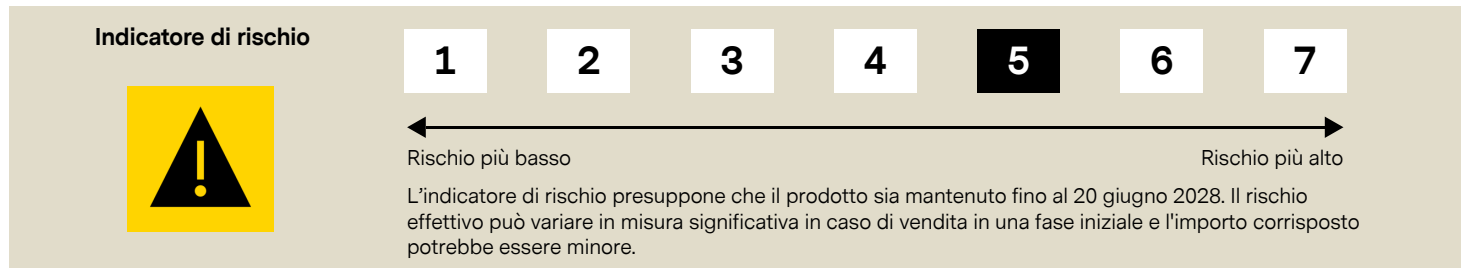 Indicatore di rischio
1 2 3 4 5 6 7
Rischio più basso Rischio più alto
L’indicatore di rischio presuppone che il prodotto sia mantenuto fino al 20 giugno 2028. Il rischio
effettivo può variare in misura significativa in caso di vendita in una fase iniziale e l'importo corrisposto
potrebbe essere minore.